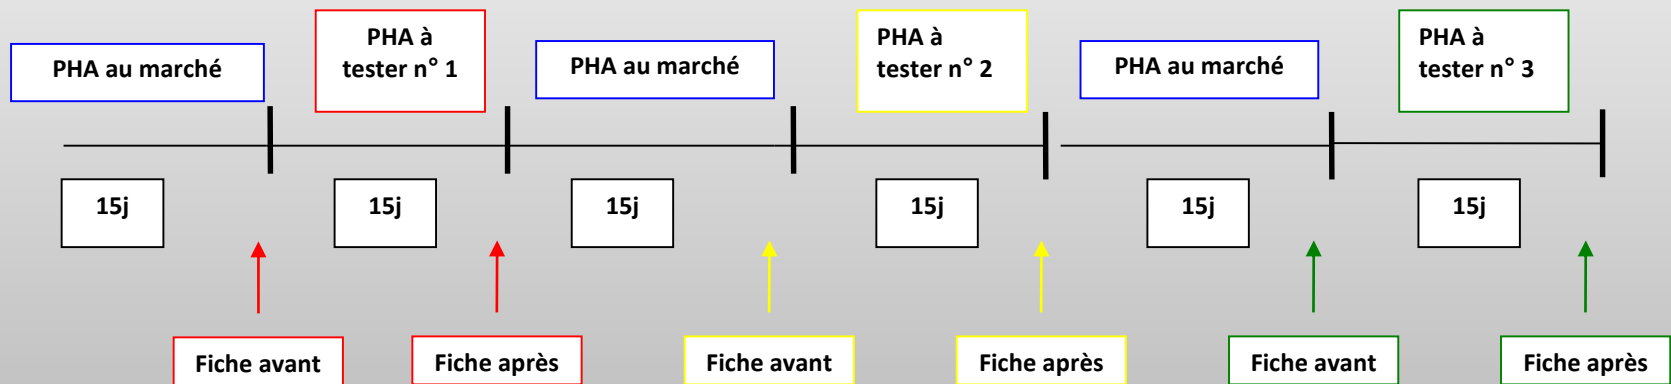 PHA au marché
PHA à
tester n° 1
PHA au marché
PHA à
tester n° 2
PHA au marché
PHA à
tester n° 3
15j
15j
15j
15j
15j
15j
Fiche avant
Fiche après
Fiche avant
Fiche après
Fiche avant
Fiche après